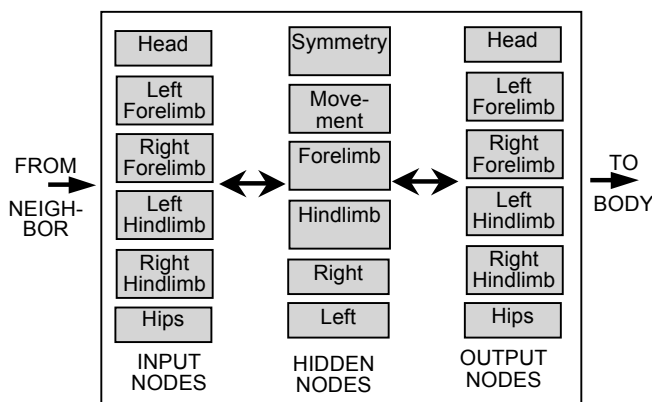 FROM
NEIGH-
BOR
Head
Left
Forelimb
Right
Forelimb
Left
Hindlimb
Right
Hindlimb
Hips
INPUT
NODES
Symmetry
Move-
ment
Forelimb
Hindlimb
Right
Left
HIDDEN
NODES
Head
Left
Forelimb
Right
Forelimb
Left
Hindlimb
Right
Hindlimb
Hips
OUTPUT
NODES
TO
BODY